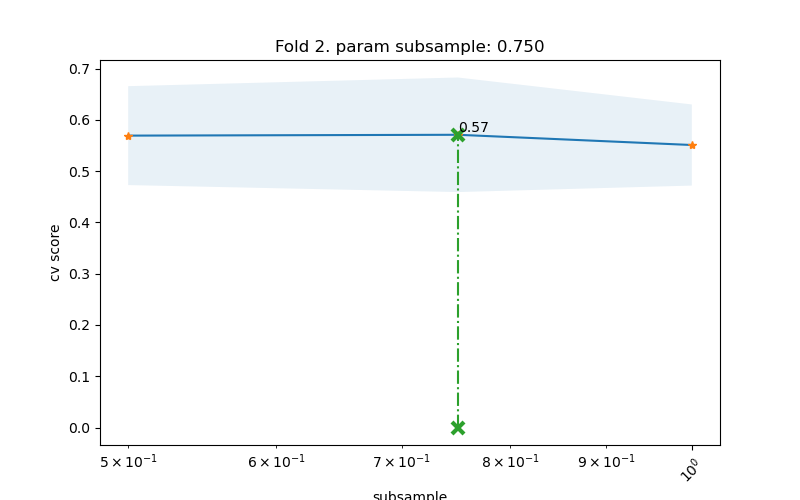 Fold 2. param subsample: 0.750
0.7
0.6
0.5
0.4
0.3
0.2
0.1
0.0
cv score
0.57
5 × 10⁻¹
6 × 10⁻¹
7 × 10⁻¹
8 × 10⁻¹
9 × 10⁻¹
10⁰
subsample